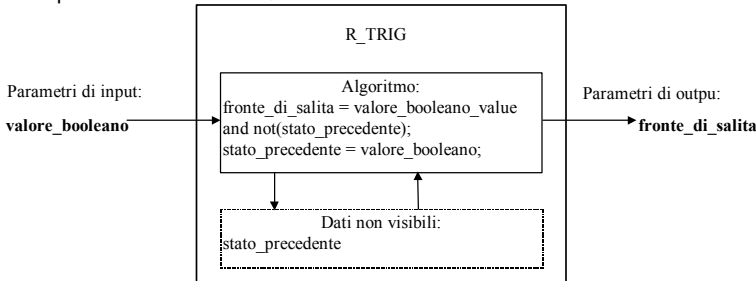 R_TRIG
Parametri di input:
valore_booleano
Algoritmo:
fronte_di_salita = valore_booleano_value
and not(stato_precedente);
stato_precedente = valore_booleano;
Parametri di outpu:
fronte_di_salita
Dati non visibili:
stato_precedente